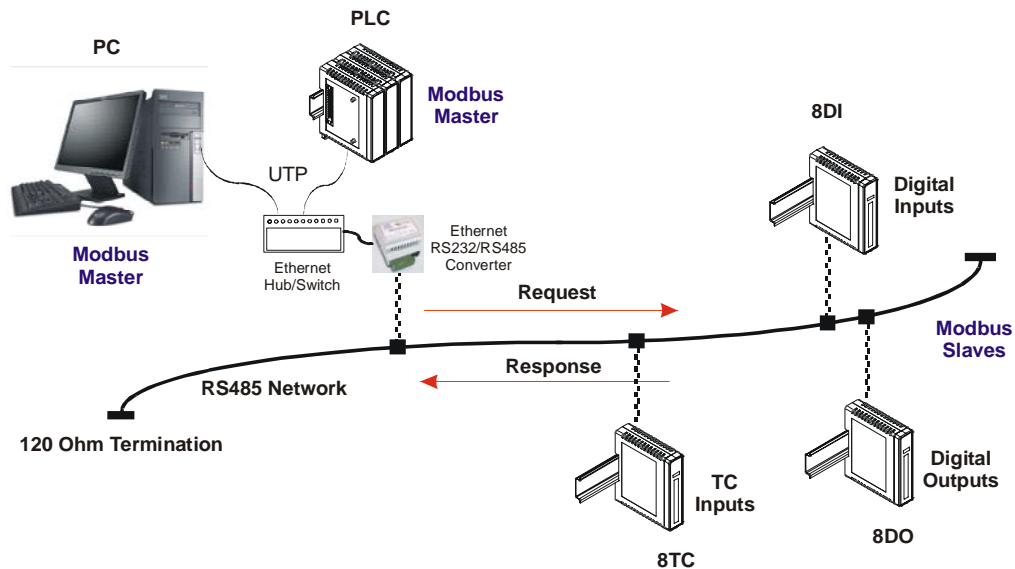 PLC
PC
Modbus
Master
8DI
UTP
Digital
Inputs
Ethernet
RS232/RS485
Converter
Modbus
Master
Ethernet
Hub/Switch
Request
Modbus
Slaves
Response
RS485 Network
120 Ohm Termination
TC
Inputs
Digital
Outputs
8DO
8TC